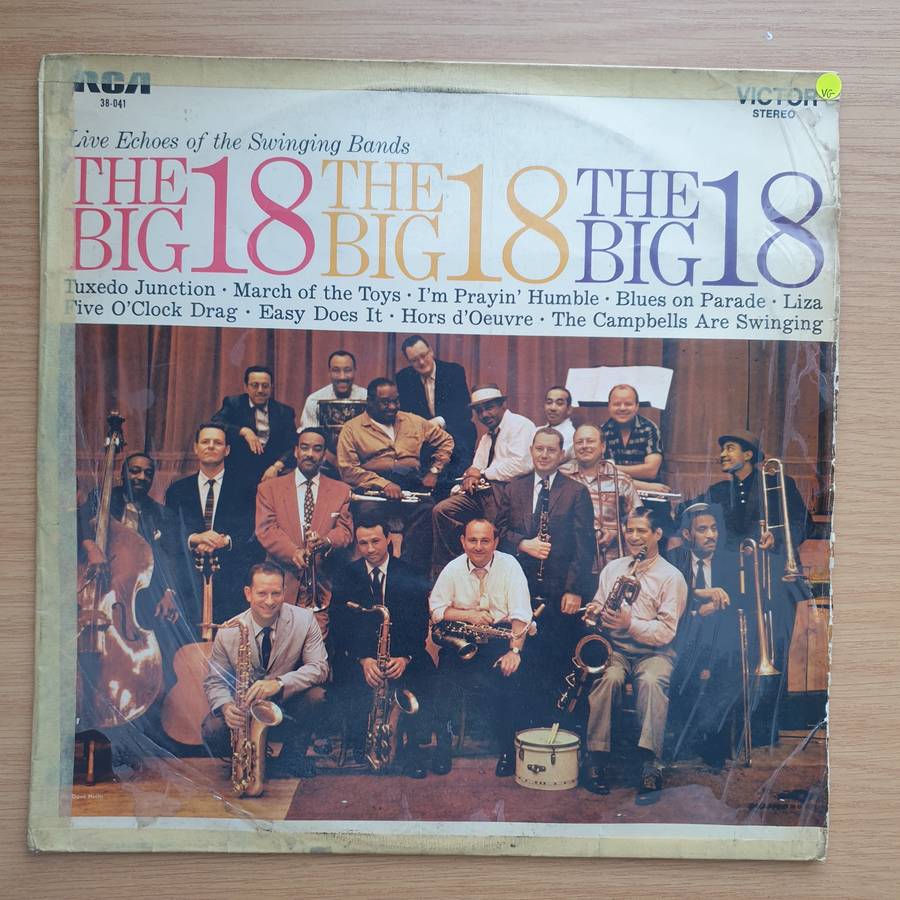 RCA
38-041
VICTOR
STEREO
VG-
Live Echoes of the Swinging Bands
THE BIG 18 THE BIG 18 THE BIG 18
Tuxedo Junction · March of the Toys · I'm Prayin' Humble · Blues on Parade · Liza
Five O'Clock Drag · Easy Does It · Hors d'Oeuvre · The Campbells Are Swinging